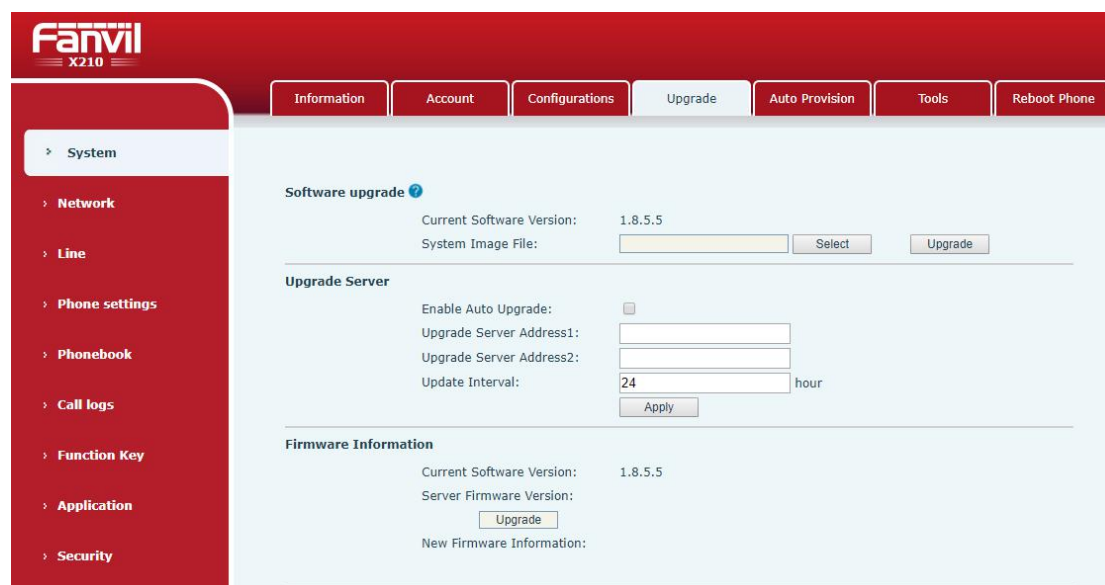 Fanvil
X210
Information Account Configurations Upgrade Auto Provision Tools Reboot Phone
› System
› Network
› Line
› Phone settings
› Phonebook
› Call logs
› Function Key
› Application
› Security
Software upgrade ?
Current Software Version: 1.8.5.5
System Image File: Select Upgrade
Upgrade Server
Enable Auto Upgrade:
Upgrade Server Address1:
Upgrade Server Address2:
Update Interval: 24 hour
Apply
Firmware Information
Current Software Version: 1.8.5.5
Server Firmware Version:
Upgrade
New Firmware Information: